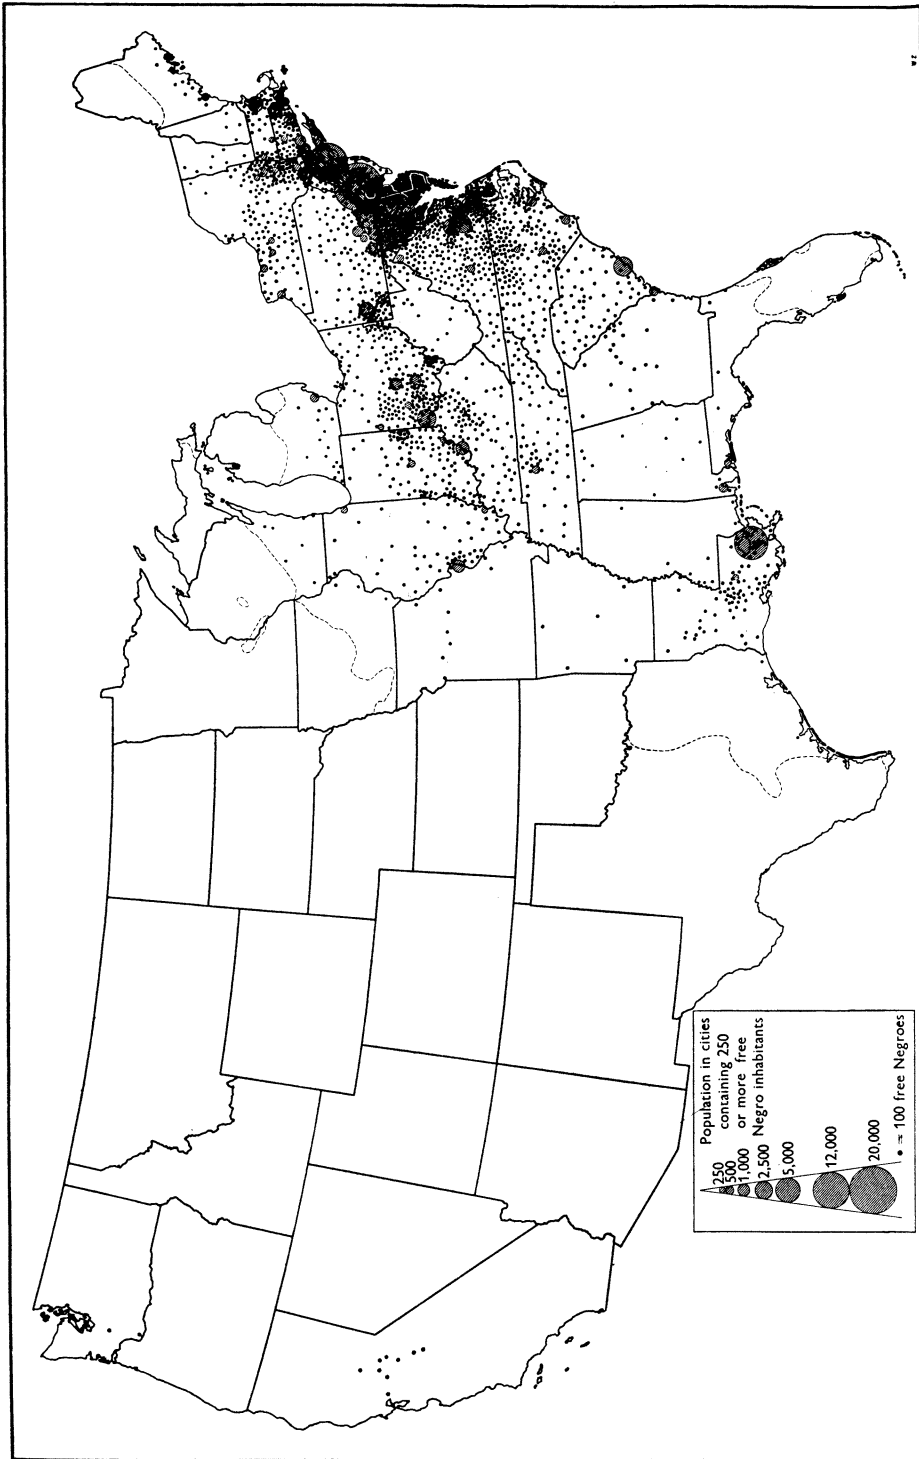 Population in cities
containing 250
or more free
Negro inhabitants
250
500
1,000
2,500
5,000
12,000
20,000
• = 100 free Negroes